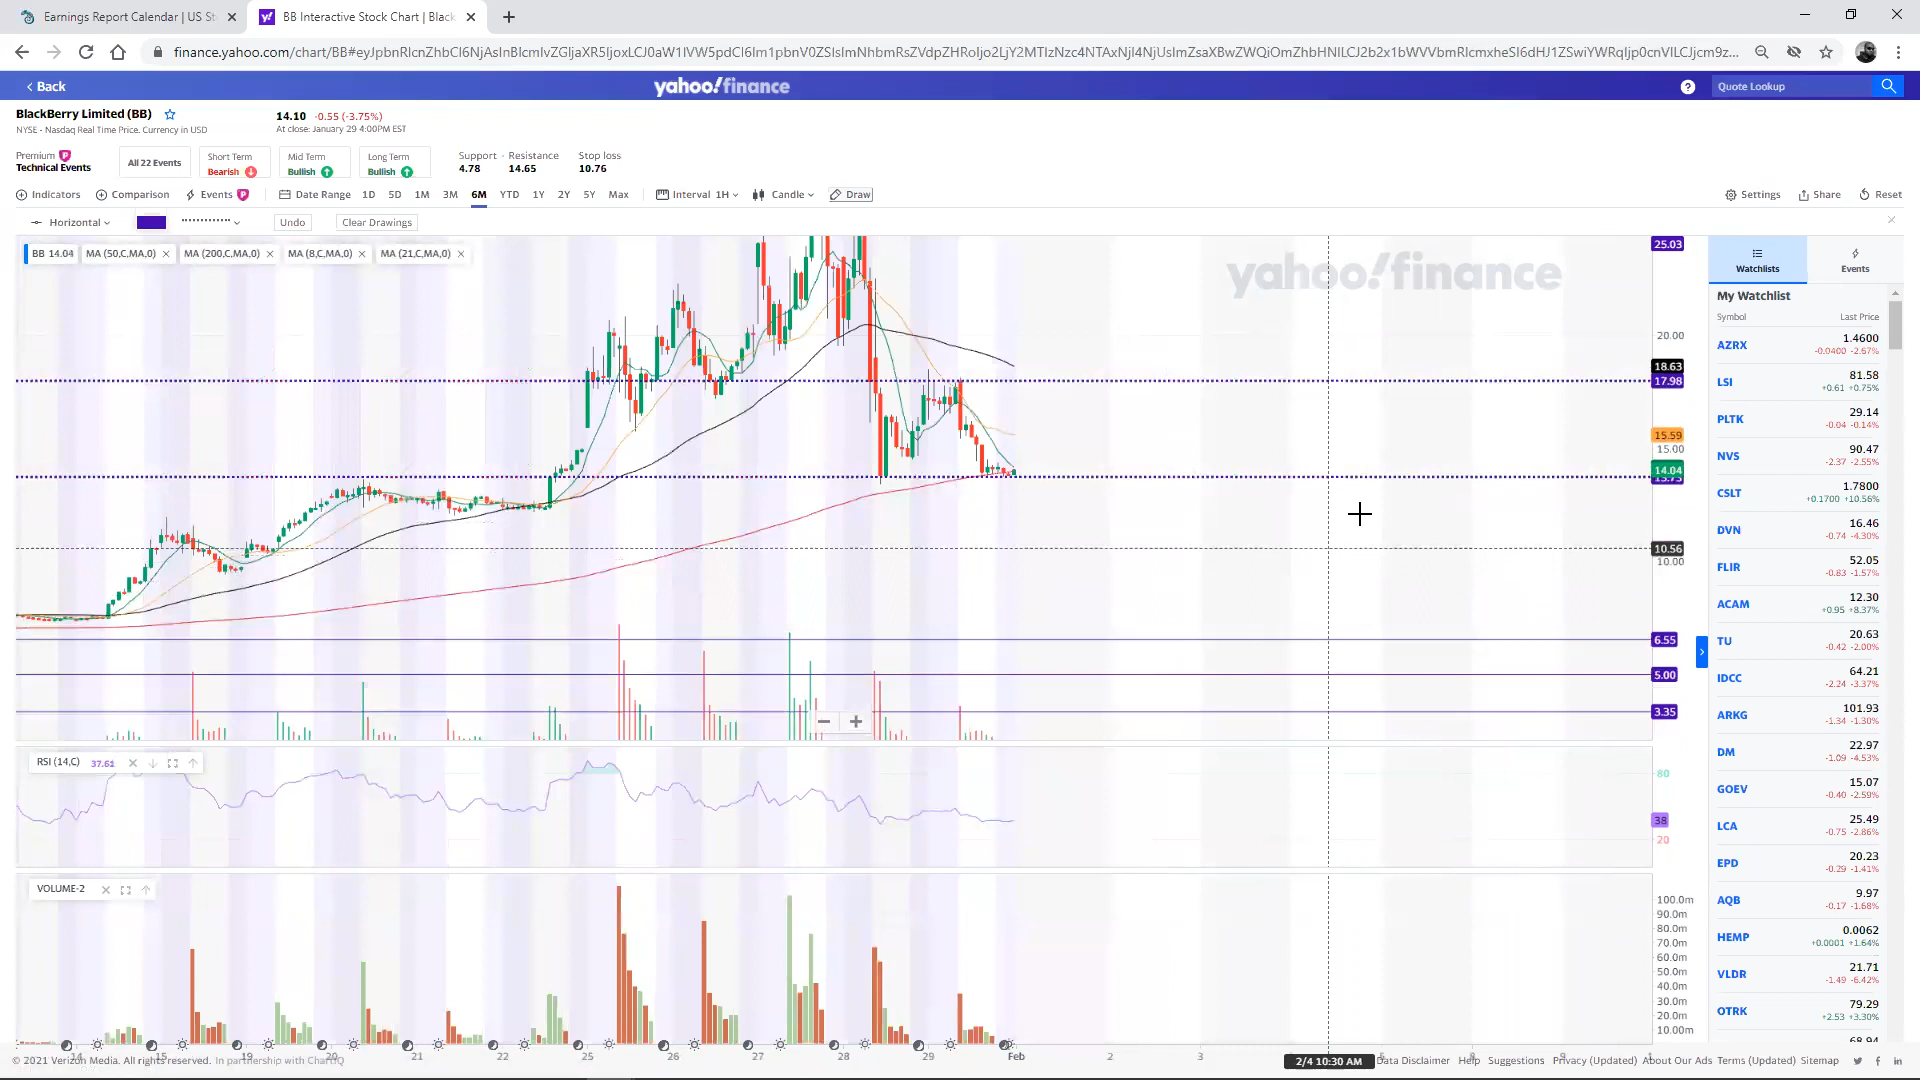 Earnings Report Calendar | US St
BB Interactive Stock Chart | Black
finance.yahoo.com/chart/BB#
Back
yahoo!finance
Quote Lookup
BlackBerry Limited (BB)
14.10 -0.55 (-3.75%)
NYSE - Nasdaq Real Time Price. Currency in USD
At close: January 29 4:00PM EST
Premium
Technical Events
All 22 Events
Short Term
Bearish
Mid Term
Bullish
Long Term
Bullish
Support · Resistance Stop loss
4.78 14.65 10.76
Indicators Comparison Events Date Range 1D 5D 1M 3M 6M YTD 1Y 2Y 5Y Max Interval 1H Candle Draw Settings Share Reset
Horizontal Undo Clear Drawings
BB 14.04 MA (50,C,MA,0) MA (200,C,MA,0) MA (8,C,MA,0) MA (21,C,MA,0)
yahoo!finance
25.03
20.00
18.63
17.98
15.59
15.00
14.04
13.73
10.56
10.00
6.55
5.00
3.35
RSI (14,C) 37.61
80
38
20
VOLUME-2
100.0m
90.0m
80.0m
70.0m
60.0m
50.0m
40.0m
30.0m
20.0m
10.00m
14 15 19 20 21 22 25 26 27 28 29 Feb 2 3
2/4 10:30 AM
© 2021 Verizon Media. All rights reserved. In partnership with ChartIQ
Data Disclaimer Help Suggestions Privacy (Updated) About Our Ads Terms (Updated) Sitemap
Watchlists
Events
My Watchlist
Symbol Last Price
AZRX 1.4600
-0.0400 -2.67%
LSI 81.58
+0.61 +0.75%
PLTK 29.14
-0.04 -0.14%
NVS 90.47
-2.37 -2.55%
CSLT 1.7800
+0.1700 +10.56%
DVN 16.46
-0.74 -4.30%
FLIR 52.05
-0.83 -1.57%
ACAM 12.30
+0.95 +8.37%
TU 20.63
-0.42 -2.00%
IDCC 64.21
-2.24 -3.37%
ARKG 101.93
-1.34 -1.30%
DM 22.97
-1.09 -4.53%
GOEV 15.07
-0.40 -2.59%
LCA 25.49
-0.75 -2.86%
EPD 20.23
-0.29 -1.41%
AQB 9.97
-0.17 -1.68%
HEMP 0.0062
+0.0001 +1.64%
VLDR 21.71
-1.49 -6.42%
OTRK 79.29
+2.53 +3.30%
68.94